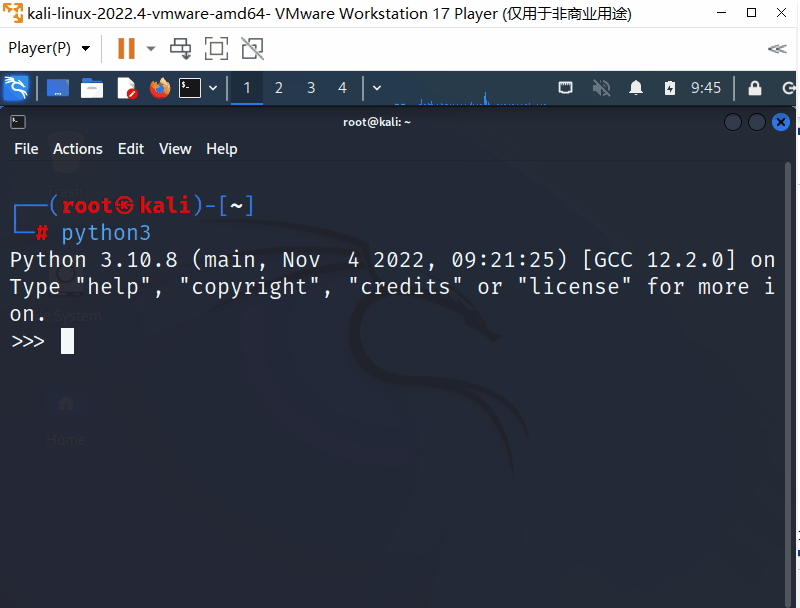 kali-linux-2022.4-vmware-amd64- VMware Workstation 17 Player (仅用于非商业用途)
Player(P)
1 2 3 4 9:45
root@kali: ~
File Actions Edit View Help
(root㉿kali)-[~]
# python3
Python 3.10.8 (main, Nov  4 2022, 09:21:25) [GCC 12.2.0] on
Type "help", "copyright", "credits" or "license" for more i
on.
>>>
System
Home